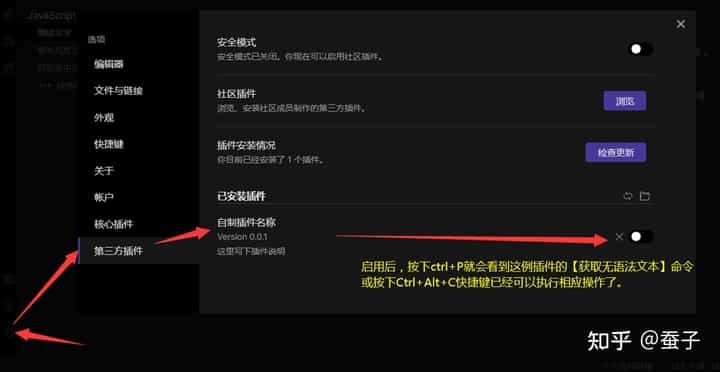 JavaScript
选项
安全模式
安全模式已关闭。你现在可以启用社区插件。
编辑器
文件与链接
社区插件
浏览、安装社区成员制作的第三方插件。
浏览
外观
快捷键
插件安装情况
你目前已经安装了 1 个插件。
检查更新
关于
帐户
已安装插件
核心插件
自制插件名称
Version 0.0.1
这里写下插件说明
第三方插件
启用后，按下ctrl+P就会看到这例插件的【获取无语法文本】命令
或按下Ctrl+Alt+C快捷键已经可以执行相应操作了。
知乎 @蚕子